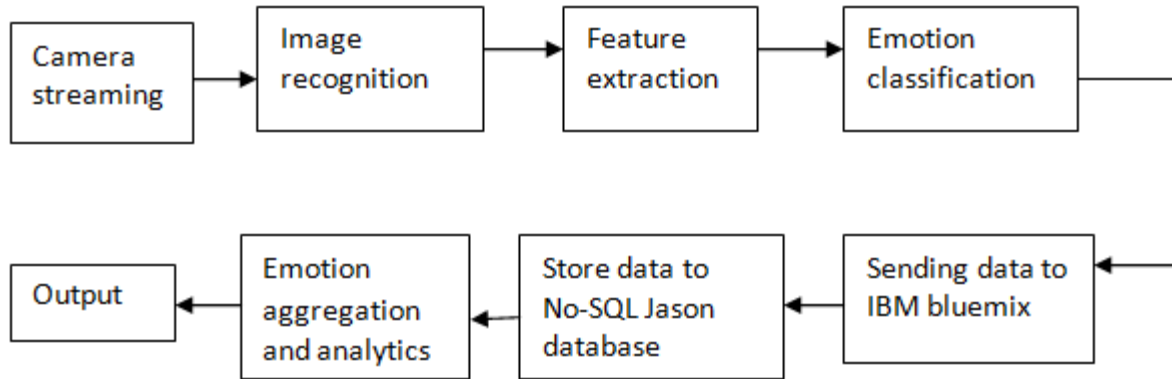 Camera
streaming
Image
recognition
Feature
extraction
Emotion
classification
Sending data to
IBM bluemix
Store data to
No-SQL Jason
database
Emotion
aggregation
and analytics
Output